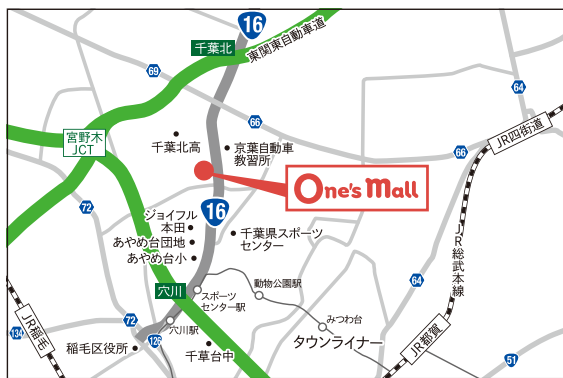 16
千葉北
東関東自動車道
69
64
66
宮野木
JCT
千葉北高
京葉自動車
教習所
JR四街道
66
One's mall
72
ジョイフル
本田
16
あやめ台団地
千葉県スポーツ
センター
あやめ台小
JR総武本線
64
動物公園駅
穴川
スポーツ
センター駅
みつわ台
JR稲毛
134
72
穴川駅
タウンライナー
126
稲毛区役所
千草台中
JR都賀
51